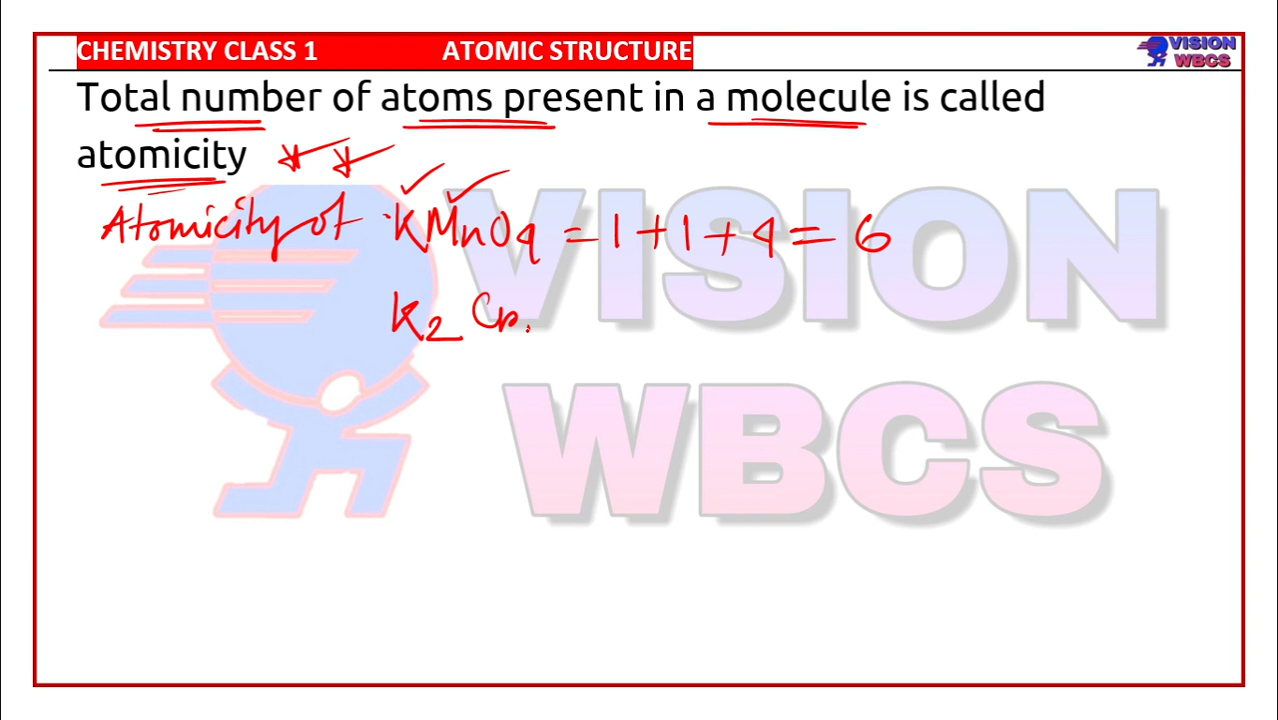 CHEMISTRY CLASS 1 ATOMIC STRUCTURE
VISION
WBCS
Total number of atoms present in a molecule is called
atomicity
Atomicity of KMnO4 = 1+1+4 = 6
K2 Cr
VISION
WBCS